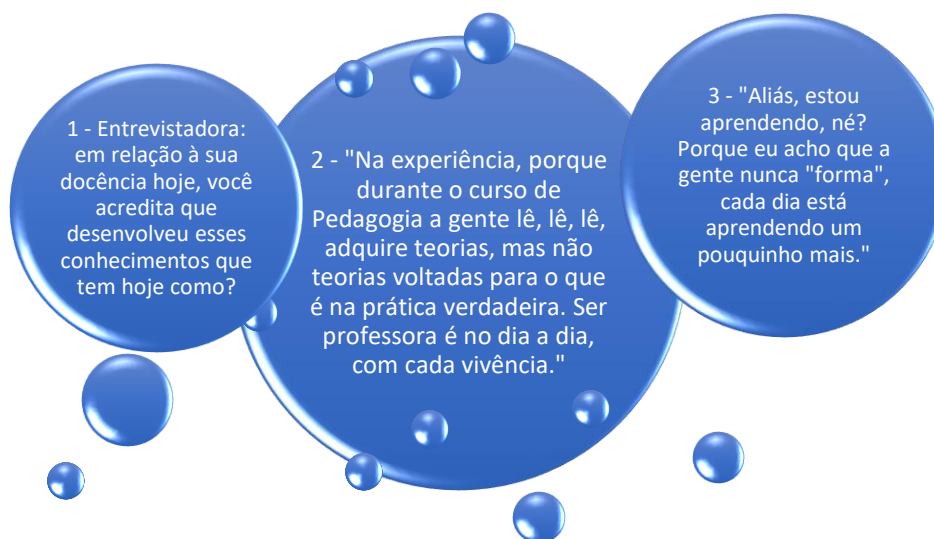 1 - Entrevistadora:
em relação à sua
docência hoje, você
acredita que
desenvolveu esses
conhecimentos que
tem hoje como?
2 - "Na experiência, porque
durante o curso de
Pedagogia a gente lê, lê, lê,
adquire teorias, mas não
teorias voltadas para o que
é na prática verdadeira. Ser
professora é no dia a dia,
com cada vivência."
3 - "Aliás, estou
aprendendo, né?
Porque eu acho que a
gente nunca "forma",
cada dia está
aprendendo um
pouquinho mais."